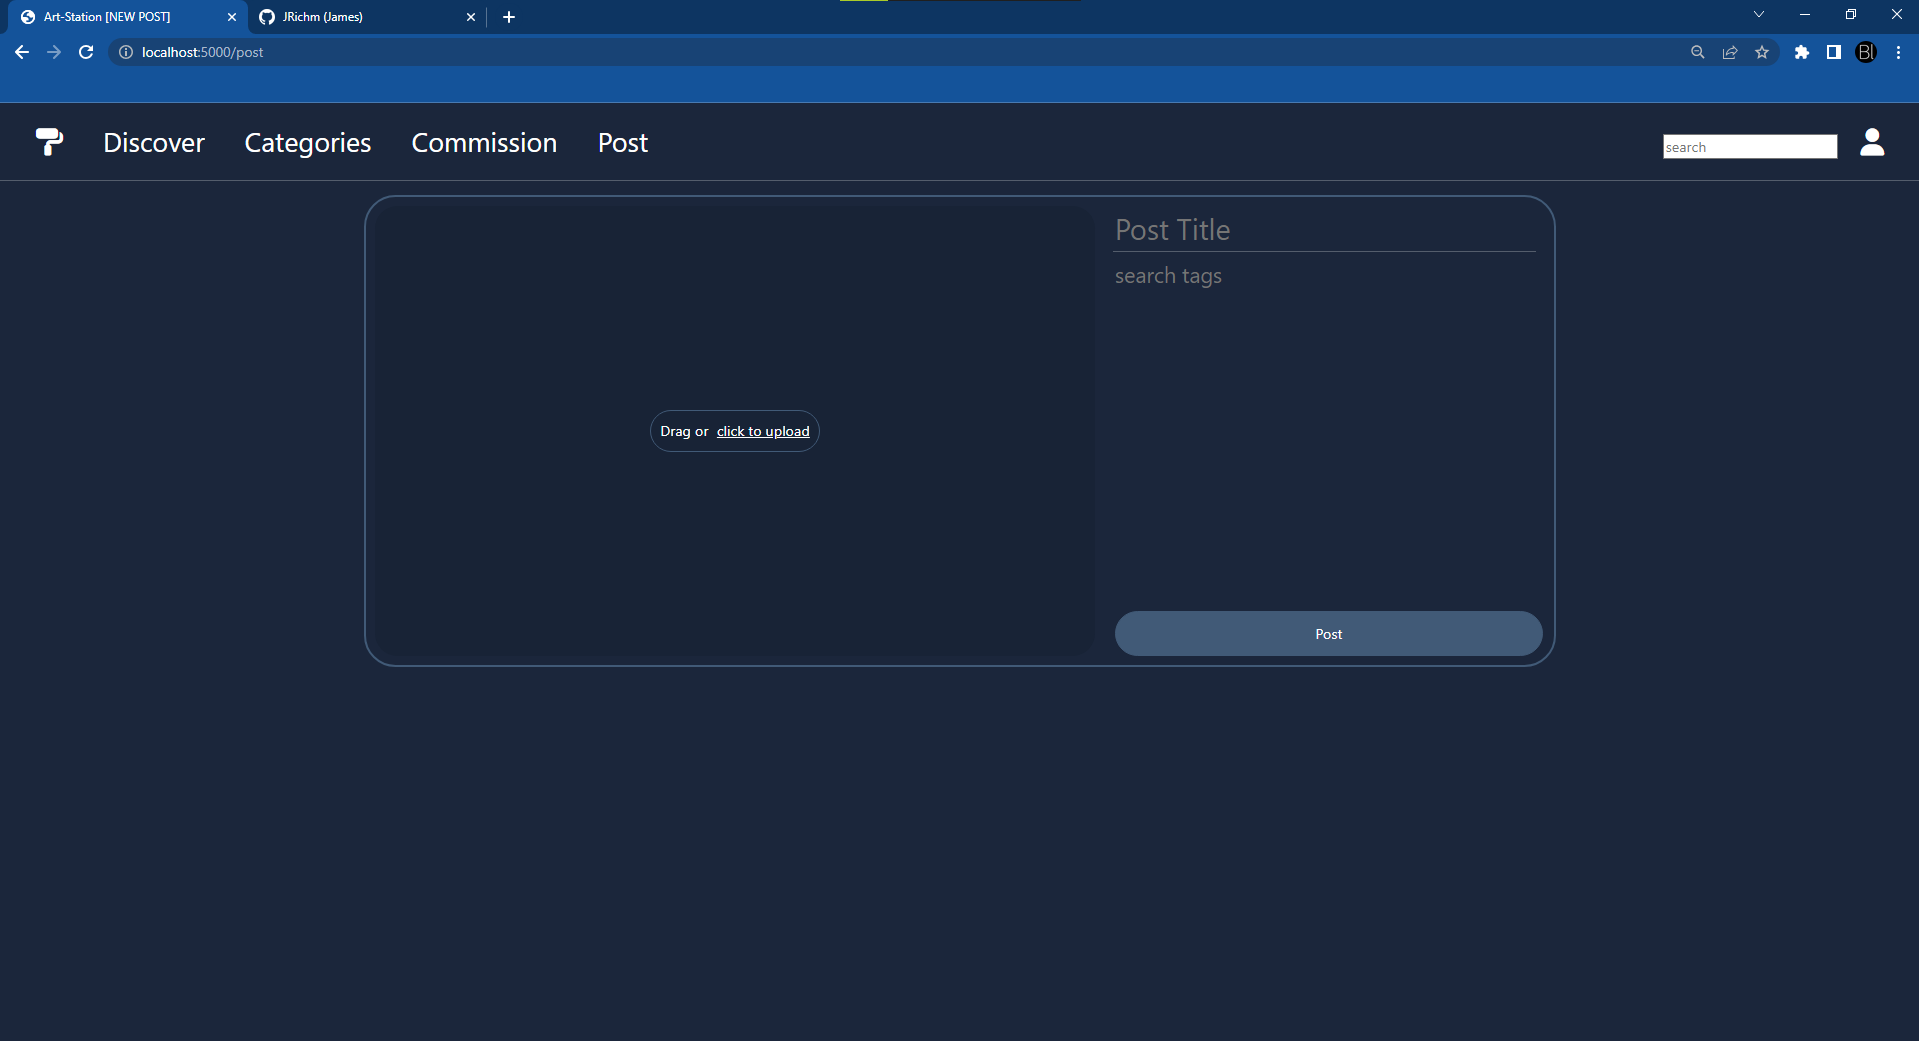 Art-Station [NEW POST]
JRichm (James)
localhost:5000/post
Bl
Discover
Categories
Commission
Post
search
Post Title
search tags
Drag or click to upload
Post